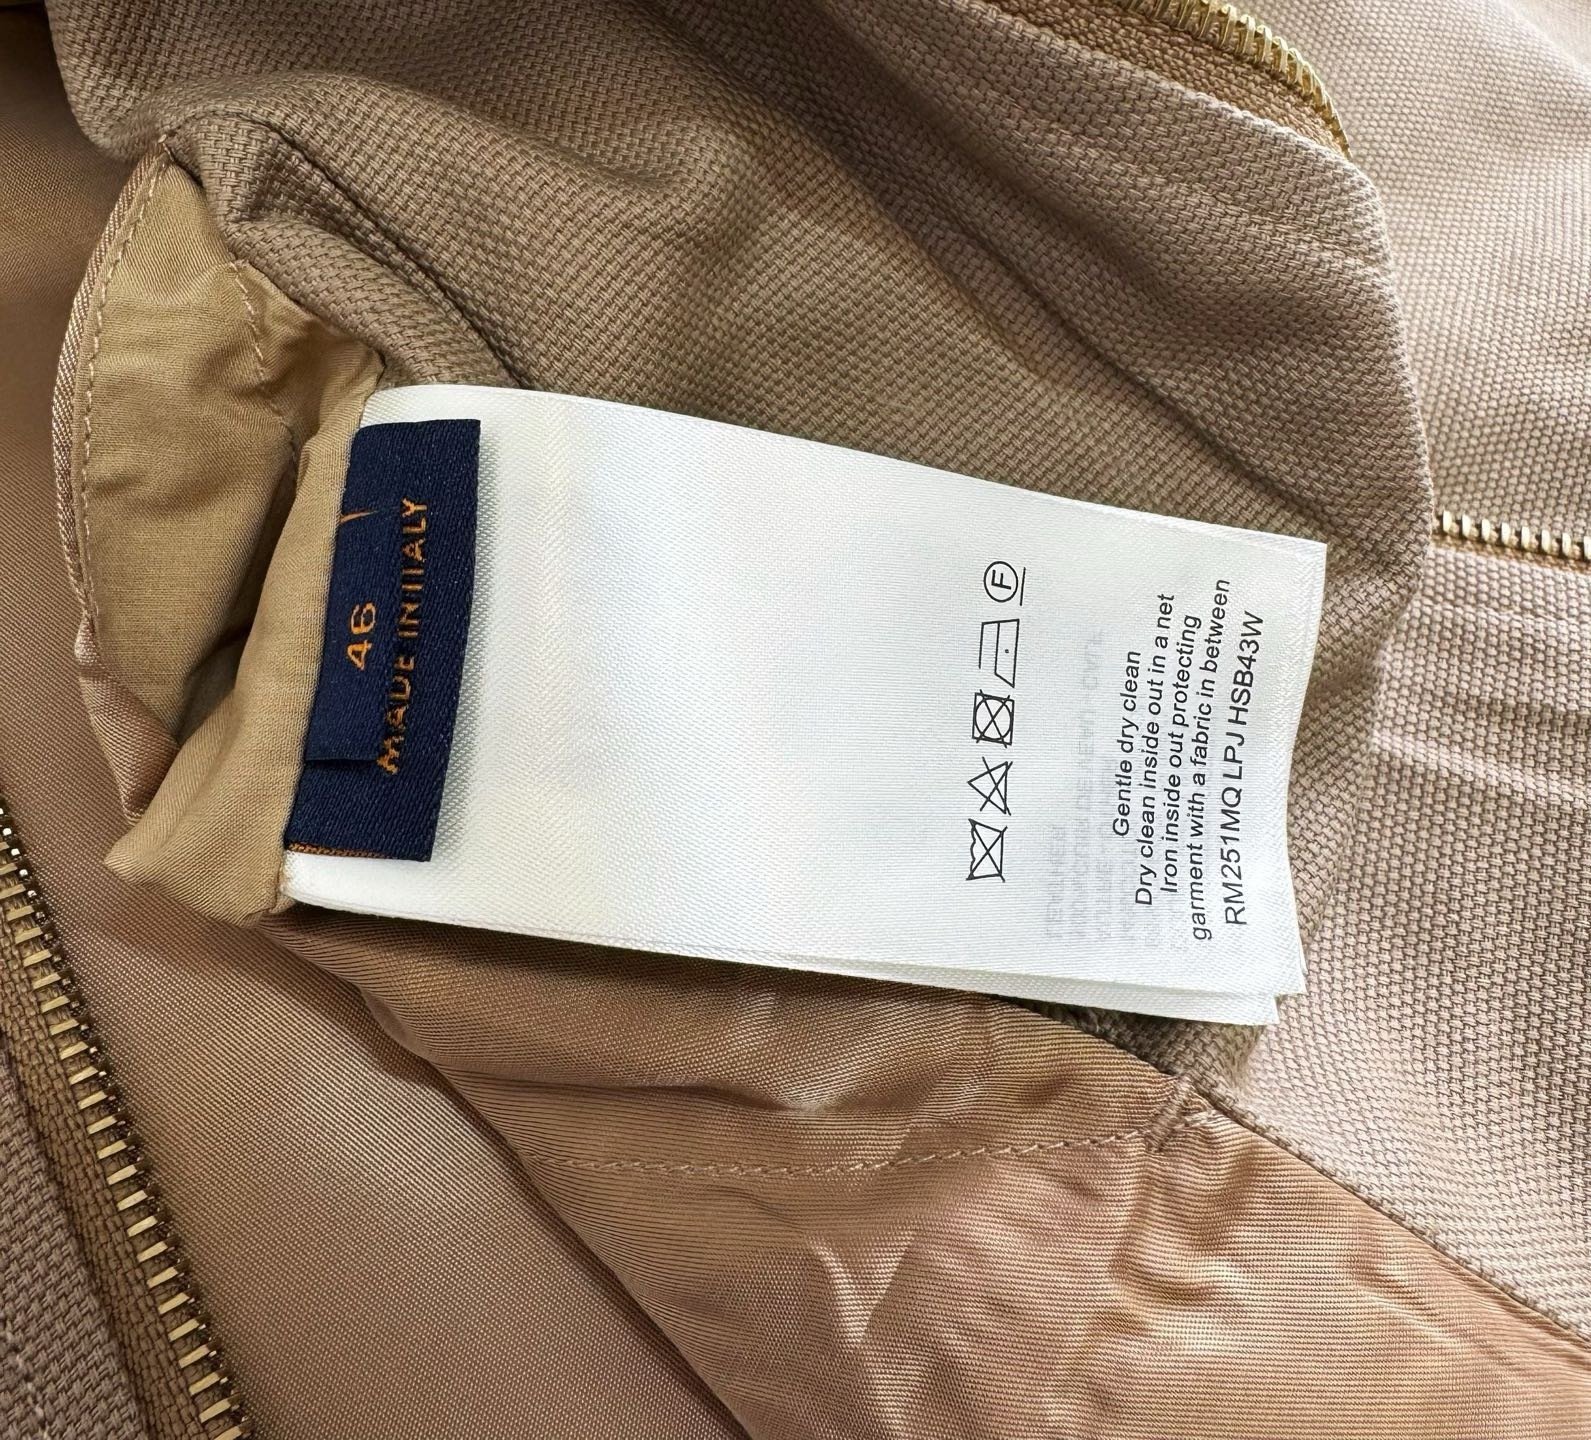 46
MADE IN ITALY
F
Gentle dry clean
Dry clean inside out in a net
Iron inside out protecting
garment with a fabric in between
RM251MQ LPJ HSB43W